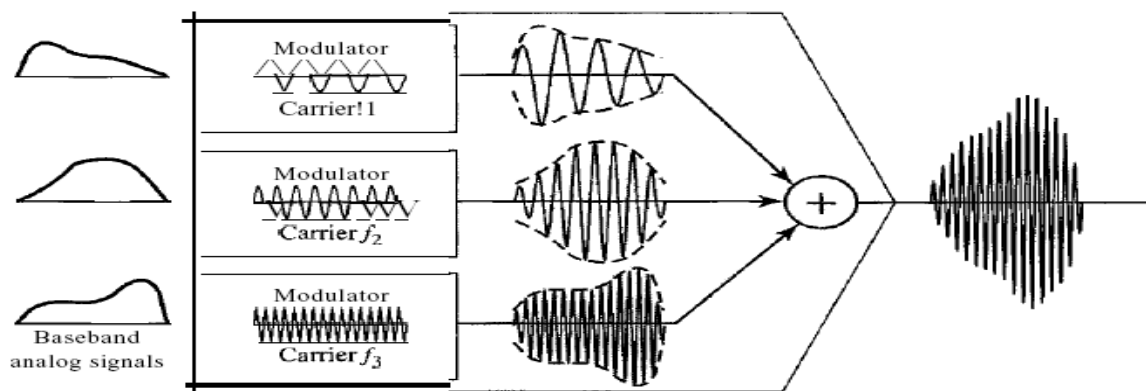 Modulator
Carrier!1
Modulator
Carrier f₂
Modulator
Carrier f₃
Baseband
analog signals
+